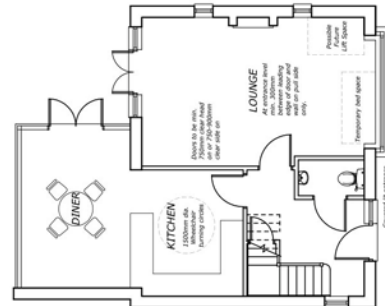 Possible
Future
Lift Space
LOUNGE
At entrance level
min. 300mm
between leading
edge of door and
wall on pull side
only.
Temporary bed space
Doors to be min.
750mm clear head
on or 750-900mm
clear side on
DINER
KITCHEN
1500mm dia.
Wheelchair
turning circles.